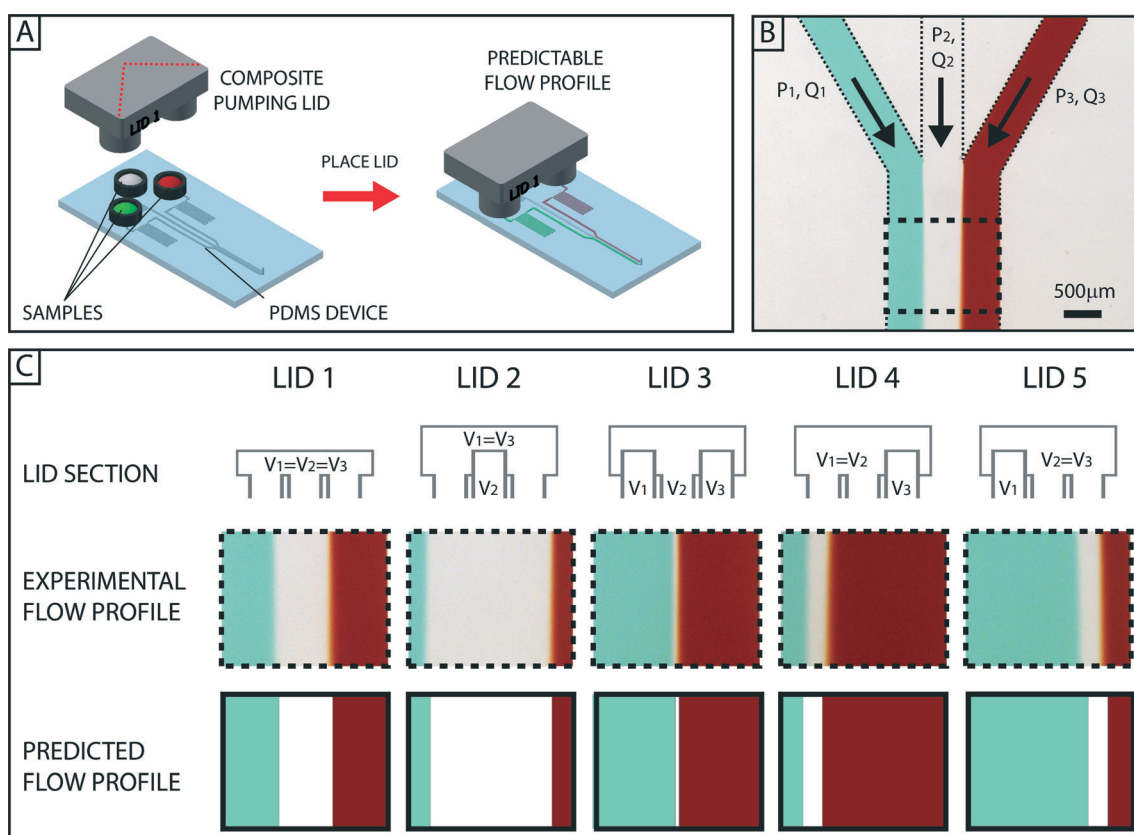 A
COMPOSITE
PUMPING LID
LID 1
SAMPLES
PDMS DEVICE
PLACE LID
PREDICTABLE
FLOW PROFILE
LID 1
B
P1, Q1
P2,
Q2
P3, Q3
500μm
C
LID 1
LID 2
LID 3
LID 4
LID 5
LID SECTION
V1=V2=V3
V1=V3
V2
V1
V2
V3
V1=V2
V3
V2=V3
V1
EXPERIMENTAL
FLOW PROFILE
PREDICTED
FLOW PROFILE